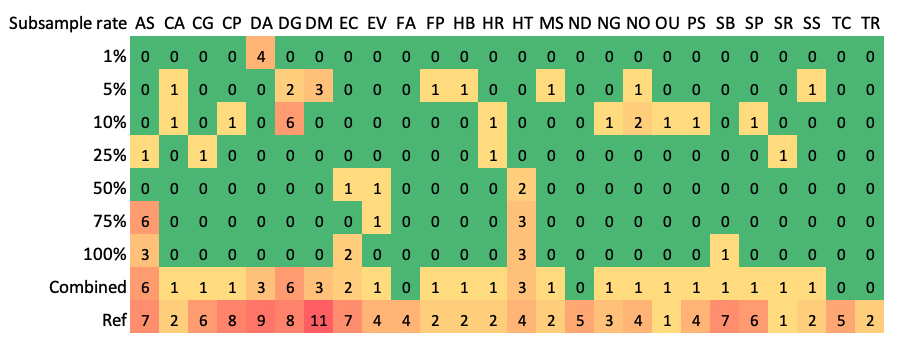 Subsample rate AS CA CG CP DA DG DM EC EV FA FP HB HR HT MS ND NG NO OU PS SB SP SR SS TC TR
1% 0 0 0 0 4 0 0 0 0 0 0 0 0 0 0 0 0 0 0 0 0 0 0 0 0 0
5% 0 1 0 0 0 2 3 0 0 0 1 1 0 0 1 0 0 1 0 0 0 0 0 1 0 0
10% 0 1 0 1 0 6 0 0 0 0 0 0 1 0 0 0 1 2 1 1 0 1 0 0 0 0
25% 1 0 1 0 0 0 0 0 0 0 0 0 1 0 0 0 0 0 0 0 0 0 1 0 0 0
50% 0 0 0 0 0 0 0 1 1 0 0 0 0 2 0 0 0 0 0 0 0 0 0 0 0 0
75% 6 0 0 0 0 0 0 0 1 0 0 0 0 3 0 0 0 0 0 0 0 0 0 0 0 0
100% 3 0 0 0 0 0 0 2 0 0 0 0 0 3 0 0 0 0 0 0 1 0 0 0 0 0
Combined 6 1 1 1 3 6 3 2 1 0 1 1 1 3 1 0 1 1 1 1 1 1 1 1 0 0
Ref 7 2 6 8 9 8 11 7 4 4 2 2 2 4 2 5 3 4 1 4 7 6 1 2 5 2